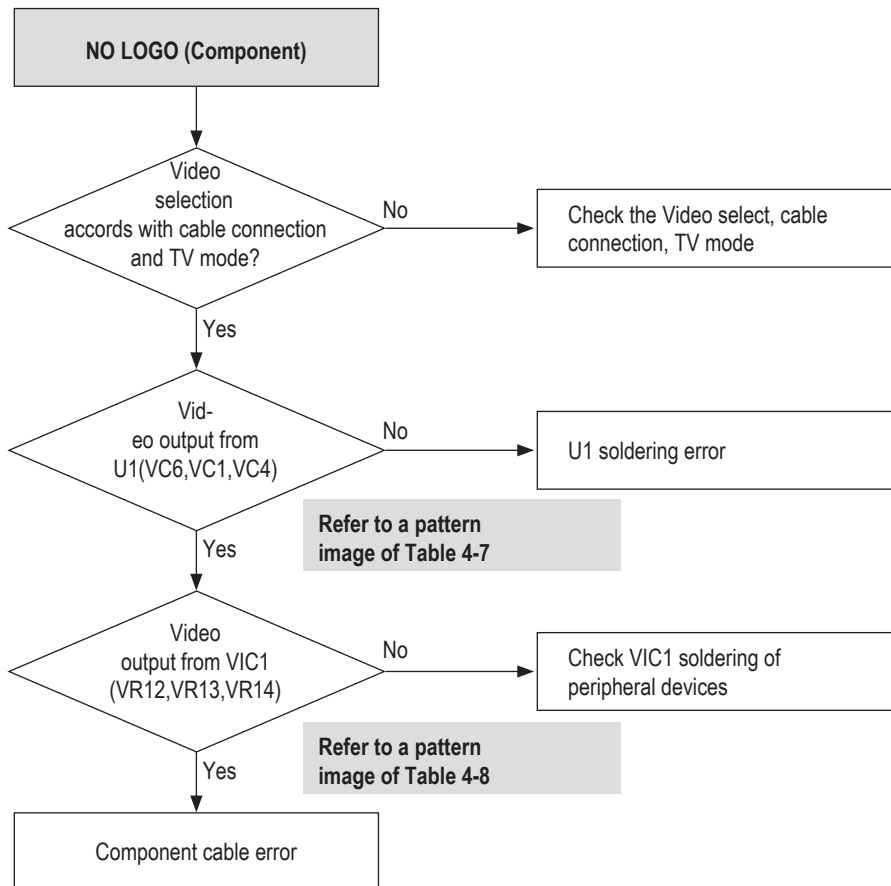 NO LOGO (Component)
Video
selection
accords with cable connection
and TV mode?
No
Check the Video select, cable
connection, TV mode
Yes
Vid-
eo output from
U1(VC6,VC1,VC4)
No
U1 soldering error
Refer to a pattern
image of Table 4-7
Yes
Video
output from VIC1
(VR12,VR13,VR14)
No
Check VIC1 soldering of
peripheral devices
Refer to a pattern
image of Table 4-8
Yes
Component cable error